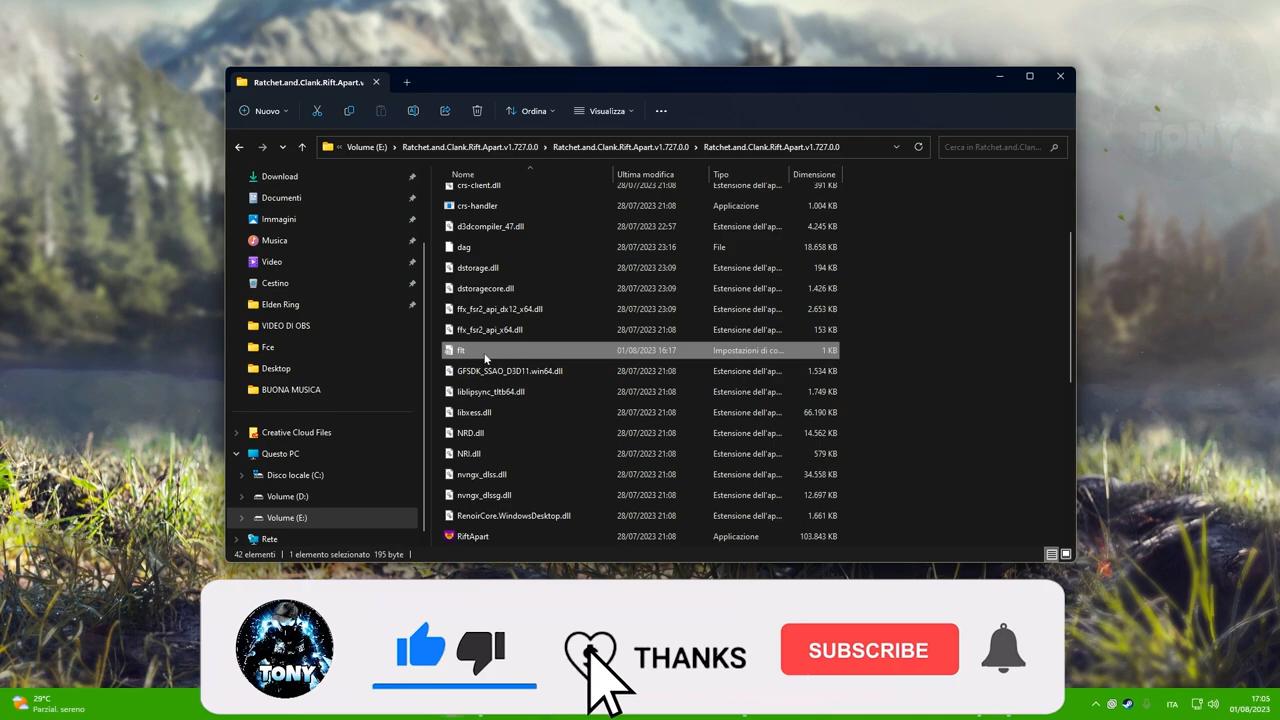 Ratchet.and.Clank.Rift.Apart.v
Nuovo
Ordina
Visualizza
Volume (E:) Ratchet.and.Clank.Rift.Apart.v1.727.0.0 Ratchet.and.Clank.Rift.Apart.v1.727.0.0 Ratchet.and.Clank.Rift.Apart.v1.727.0.0
Cerca in Ratchet.and.Clan...
TONY
Download
Documenti
Immagini
Musica
Video
Cestino
Elden Ring
VIDEO DI OBS
Fce
Desktop
BUONA MUSICA
Creative Cloud Files
Questo PC
Disco locale (C:)
Volume (D:)
Volume (E:)
Rete
Nome Ultima modifica Tipo Dimensione
crs-client.dll 28/07/2023 21:08 Estensione dell'ap... 391 KB
crs-handler 28/07/2023 21:08 Applicazione 1.004 KB
d3dcompiler_47.dll 28/07/2023 22:57 Estensione dell'ap... 4.245 KB
dag 28/07/2023 23:16 File 18.658 KB
dstorage.dll 28/07/2023 23:09 Estensione dell'ap... 194 KB
dstoragecore.dll 28/07/2023 23:09 Estensione dell'ap... 1.426 KB
ffx_fsr2_api_dx12_x64.dll 28/07/2023 23:09 Estensione dell'ap... 2.653 KB
ffx_fsr2_api_x64.dll 28/07/2023 21:08 Estensione dell'ap... 153 KB
flt 01/08/2023 16:17 Impostazioni di co... 1 KB
GFSDK_SSAO_D3D11.win64.dll 28/07/2023 21:08 Estensione dell'ap... 1.534 KB
liblipsync_tltb64.dll 28/07/2023 21:08 Estensione dell'ap... 1.749 KB
libxess.dll 28/07/2023 21:08 Estensione dell'ap... 66.190 KB
NRD.dll 28/07/2023 21:08 Estensione dell'ap... 14.562 KB
NRI.dll 28/07/2023 21:08 Estensione dell'ap... 579 KB
nvngx_dlss.dll 28/07/2023 21:08 Estensione dell'ap... 34.558 KB
nvngx_dlssg.dll 28/07/2023 21:08 Estensione dell'ap... 12.697 KB
RenoirCore.WindowsDesktop.dll 28/07/2023 21:08 Estensione dell'ap... 1.661 KB
RiftApart 28/07/2023 21:08 Applicazione 103.843 KB
42 elementi 1 elemento selezionato 195 byte
TONY
THANKS
SUBSCRIBE
29°C
Parzial. sereno
ITA
17:05
01/08/2023